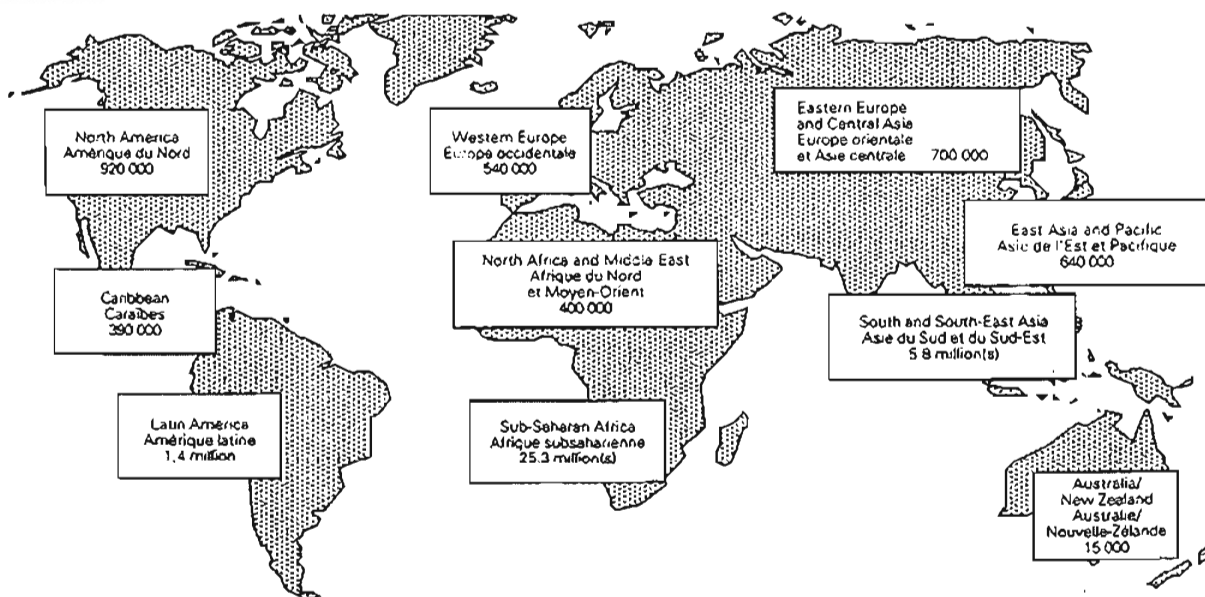 North America
Amérique du Nord
920 000
Western Europe
Europe occidentale
540 000
Eastern Europe
and Central Asia
Europe orientale
et Asie centrale 700 000
East Asia and Pacific
Asie de l'Est et Pacifique
640 000
North Africa and Middle East
Afrique du Nord
et Moyen-Orient
400 000
Caribbean
Caraïbes
390 000
South and South-East Asia
Asie du Sud et du Sud-Est
5.8 million(s)
Latin America
Amérique latine
1,4 million
Sub-Saharan Africa
Afrique subsaharienne
25.3 million(s)
Australia/
New Zealand
Australie/
Nouvelle-Zélande
15 000